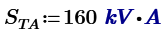 S_TA := 160 kV·A